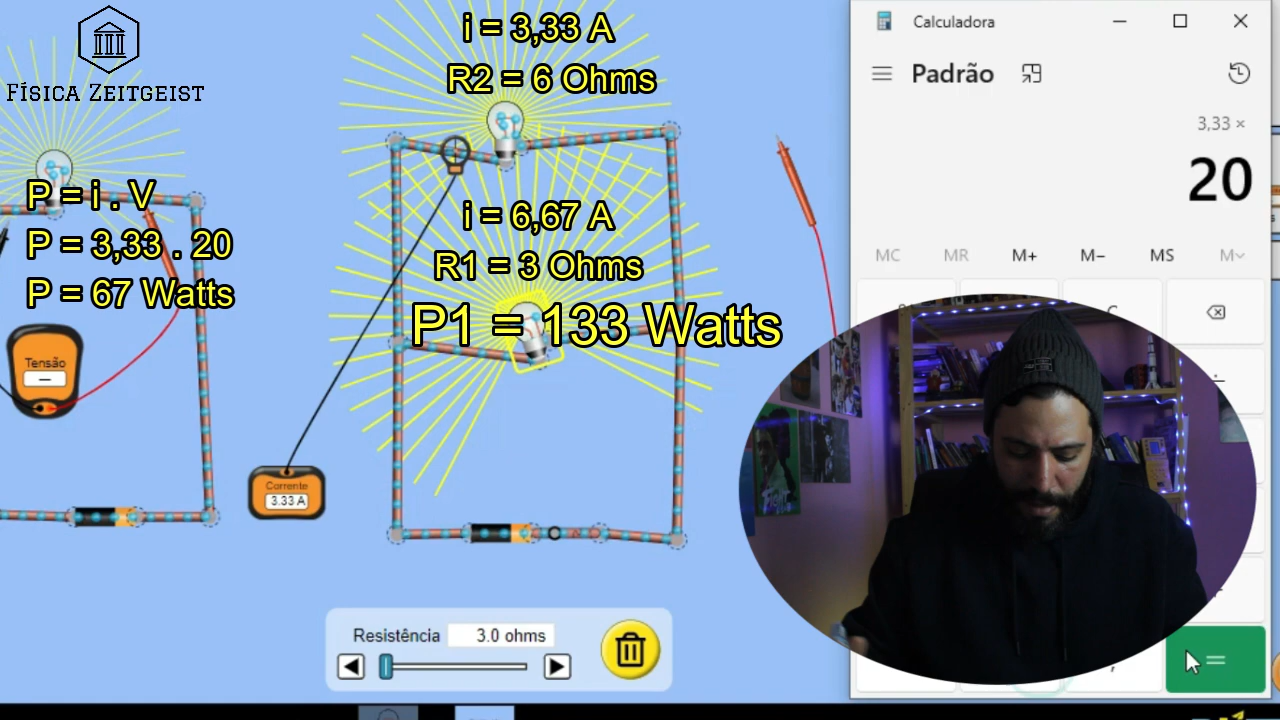 FÍSICA ZEITGEIST
P = i . V
P = 3,33 . 20
P = 67 Watts
Tensão
—
i = 3,33 A
R2 = 6 Ohms
i = 6,67 A
R1 = 3 Ohms
P1 = 133 Watts
Corrente
3.33 A
Resistência 3.0 ohms
Calculadora
Padrão
3,33 ×
20
MC MR M+ M− MS M˅
C
=